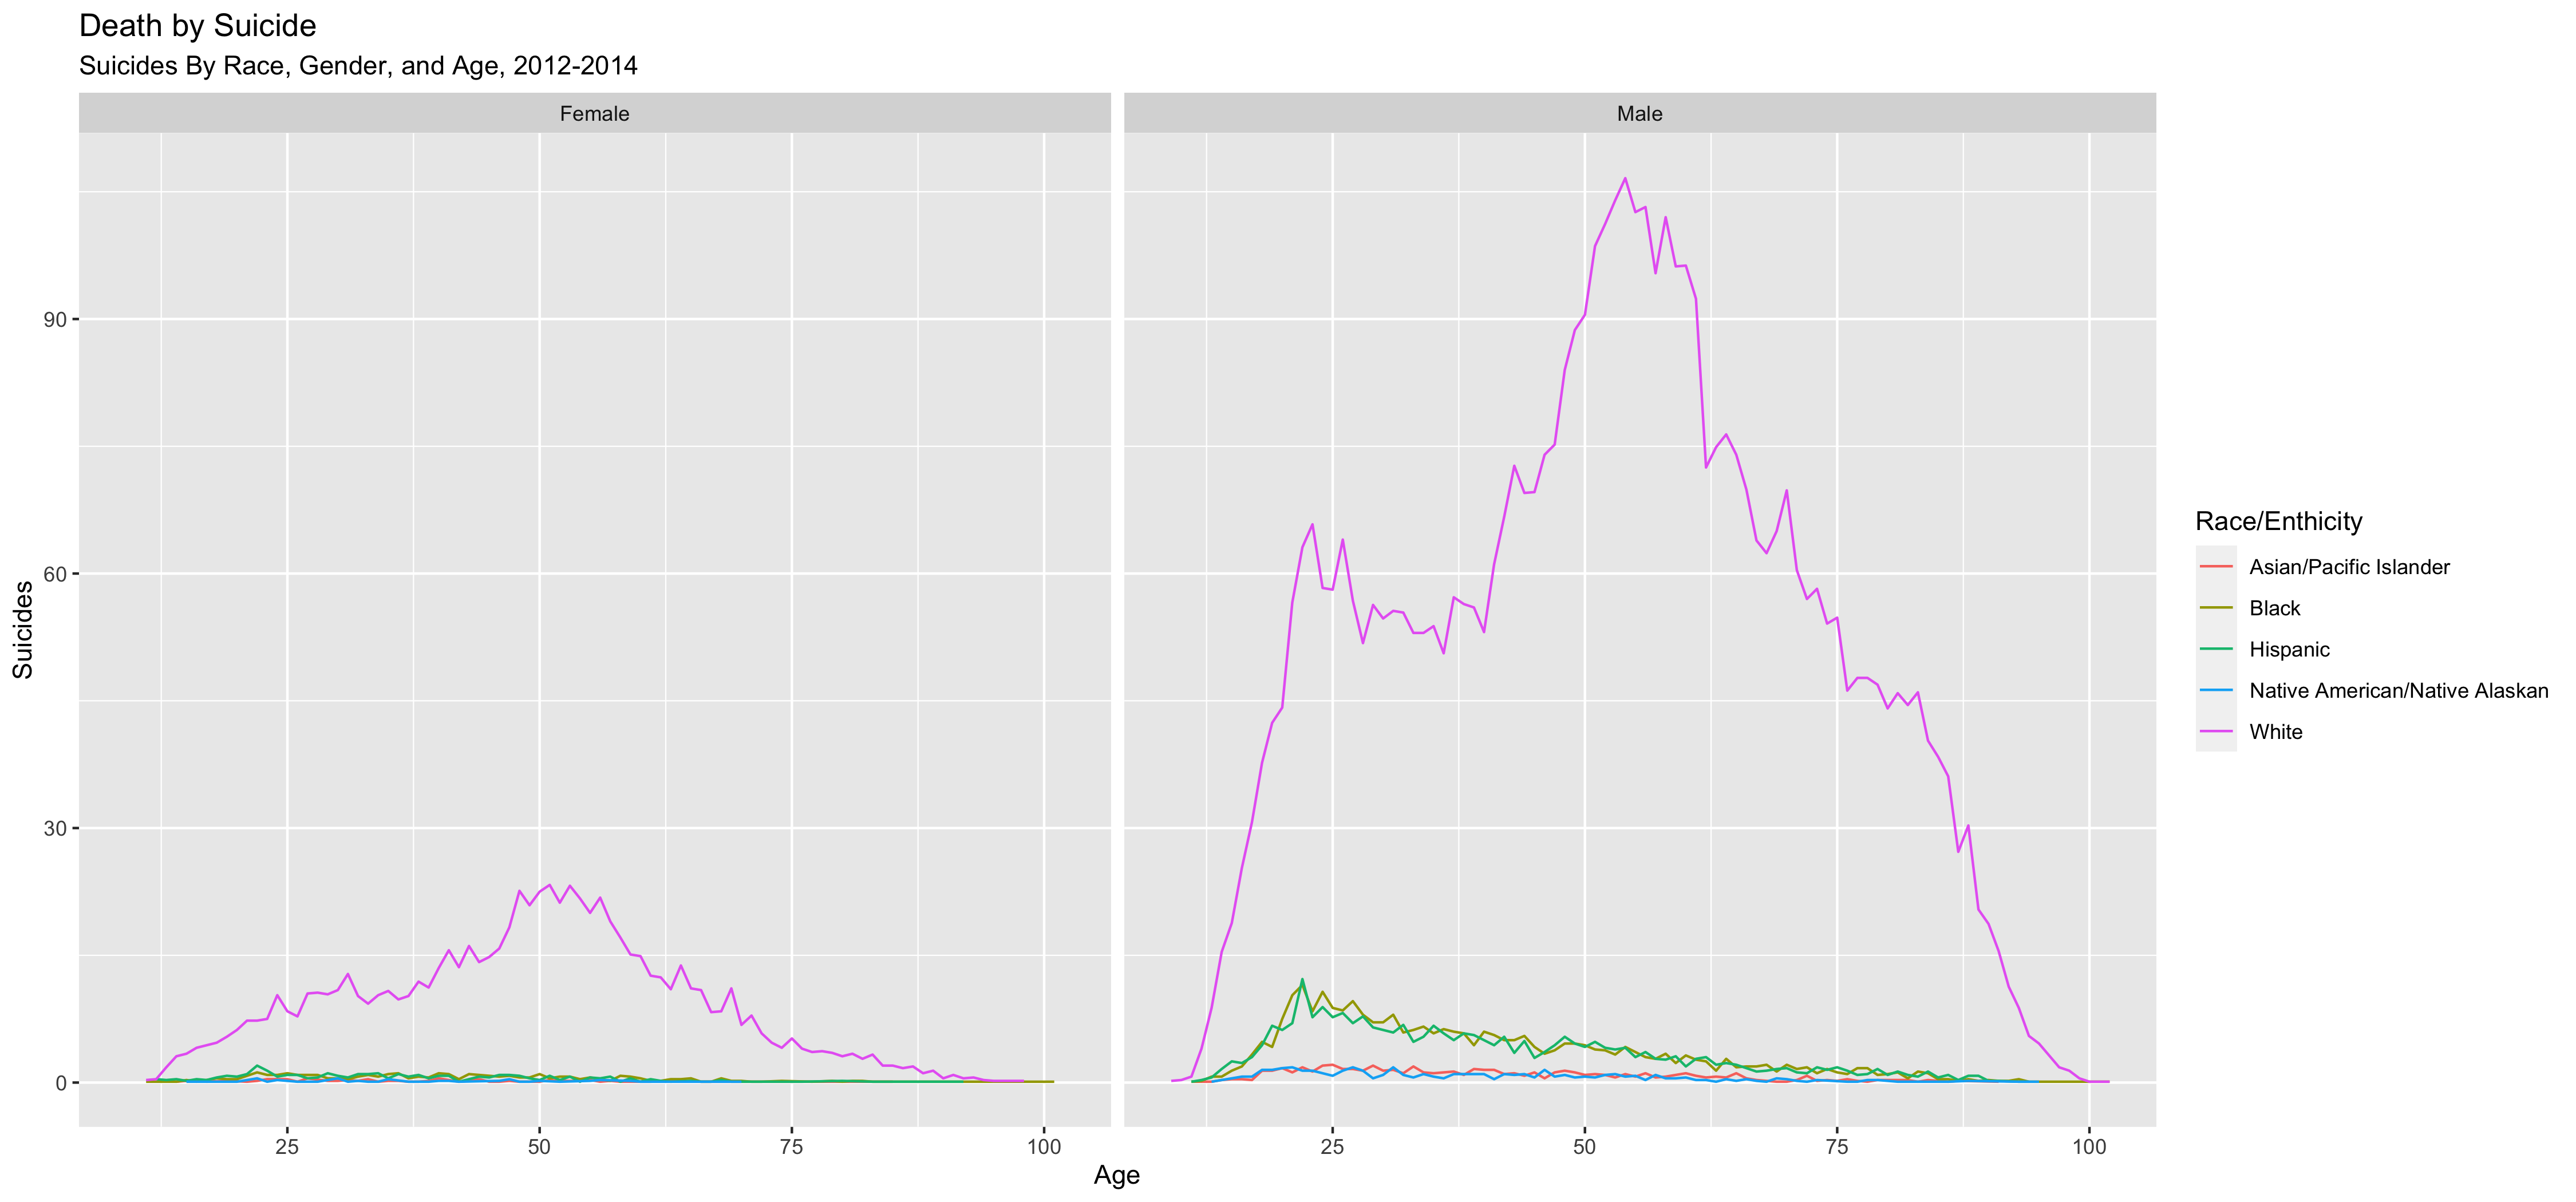 Death by Suicide
Suicides By Race, Gender, and Age, 2012-2014
Female
Male
90
60
30
0
Suicides
25
50
75
100
25
50
75
100
Age
Race/Enthicity
Asian/Pacific Islander
Black
Hispanic
Native American/Native Alaskan
White